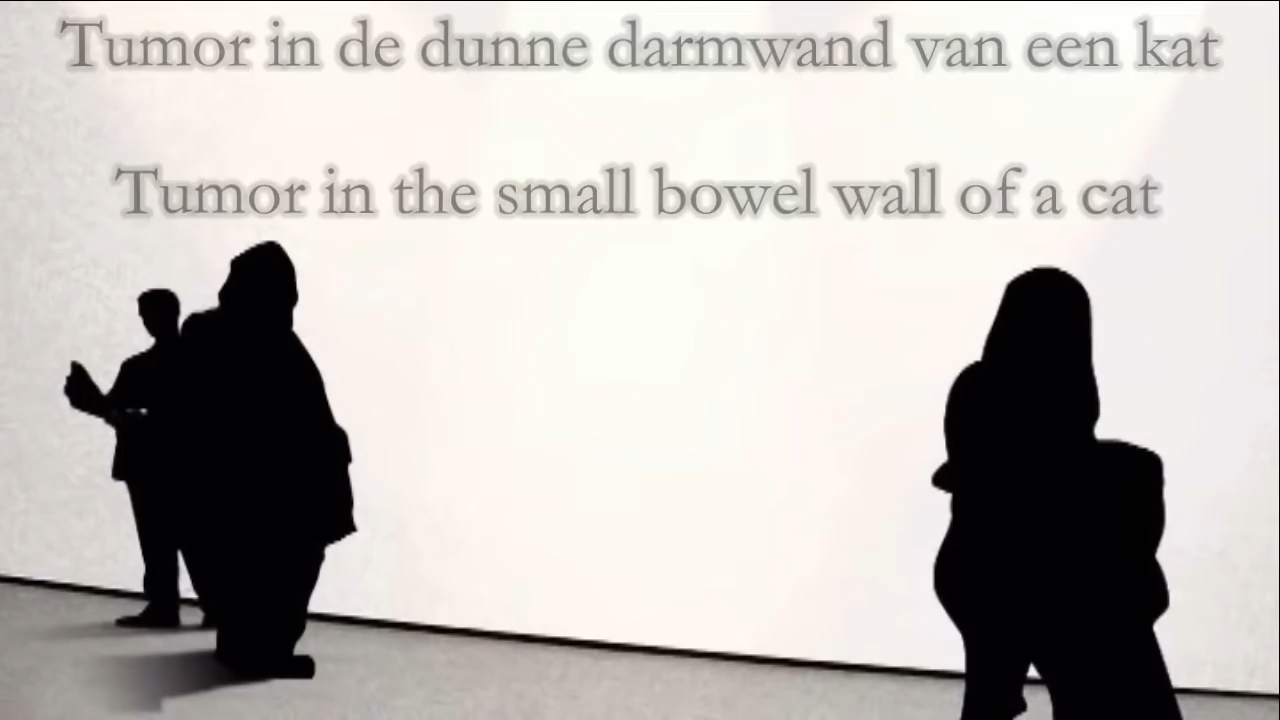 Tumor in de dunne darmwand van een kat
Tumor in the small bowel wall of a cat